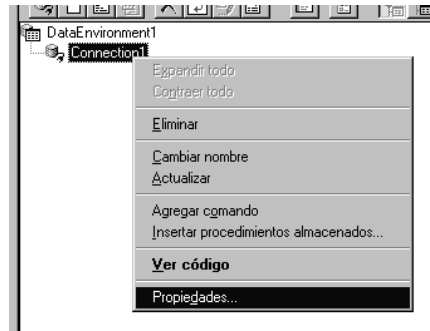 DataEnvironment1
Connection1
Expandir todo
Contraer todo
Eliminar
Cambiar nombre
Actualizar
Agregar comando
Insertar procedimientos almacenados...
Ver código
Propiedades...